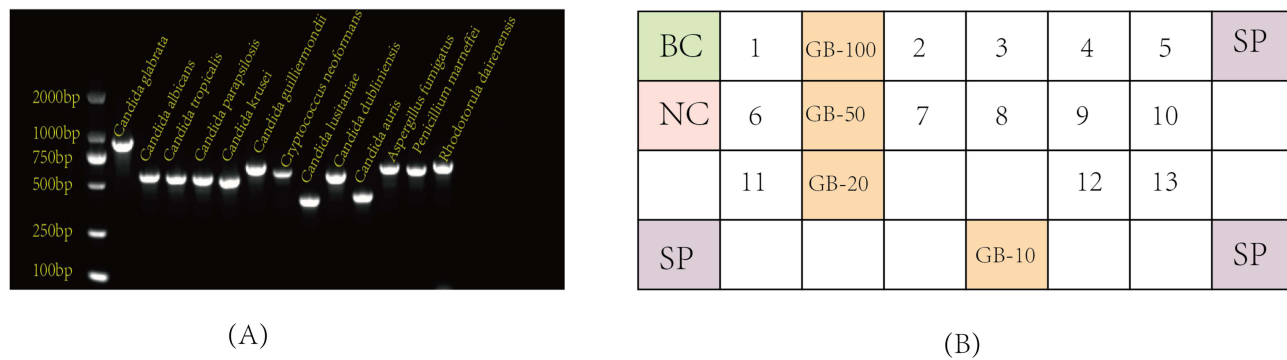 2000bp
1000bp
750bp
500bp
250bp
100bp
Candida glabrata
Candida albicans
Candida tropicalis
Candida parapsilosis
Candida krusei
Candida guilliermondii
Cryptococcus neoformans
Candida lusitaniae
Candida dubliniensis
Candida auris
Aspergillus fumigatus
Penicillium marneffei
Rhodotorula dairenensis
(A)
BC 1 GB-100 2 3 4 5 SP
NC 6 GB-50 7 8 9 10
11 GB-20 12 13
SP GB-10 SP
(B)